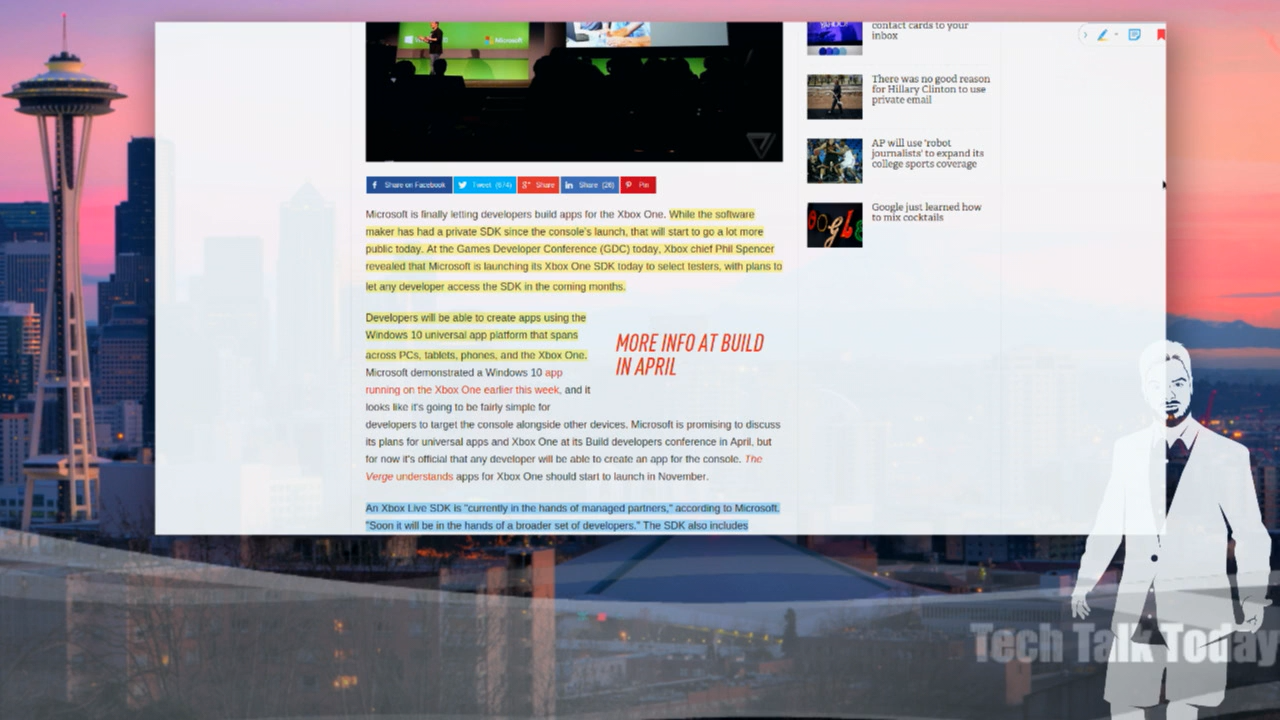 Microsoft
contact cards to your
inbox
There was no good reason
for Hillary Clinton to use
private email
AP will use 'robot
journalists' to expand its
college sports coverage
Google just learned how
to mix cocktails
Share on Facebook
Tweet (674)
Share
Share (26)
Pin
Microsoft is finally letting developers build apps for the Xbox One. While the software
maker has had a private SDK since the console's launch, that will start to go a lot more
public today. At the Games Developer Conference (GDC) today, Xbox chief Phil Spencer
revealed that Microsoft is launching its Xbox One SDK today to select testers, with plans to
let any developer access the SDK in the coming months.
Developers will be able to create apps using the
Windows 10 universal app platform that spans
across PCs, tablets, phones, and the Xbox One.
Microsoft demonstrated a Windows 10 app
running on the Xbox One earlier this week, and it
looks like it's going to be fairly simple for
MORE INFO AT BUILD
IN APRIL
developers to target the console alongside other devices. Microsoft is promising to discuss
its plans for universal apps and Xbox One at its Build developers conference in April, but
for now it's official that any developer will be able to create an app for the console. The
Verge understands apps for Xbox One should start to launch in November.
An Xbox Live SDK is "currently in the hands of managed partners," according to Microsoft.
"Soon it will be in the hands of a broader set of developers." The SDK also includes
Tech Talk Today